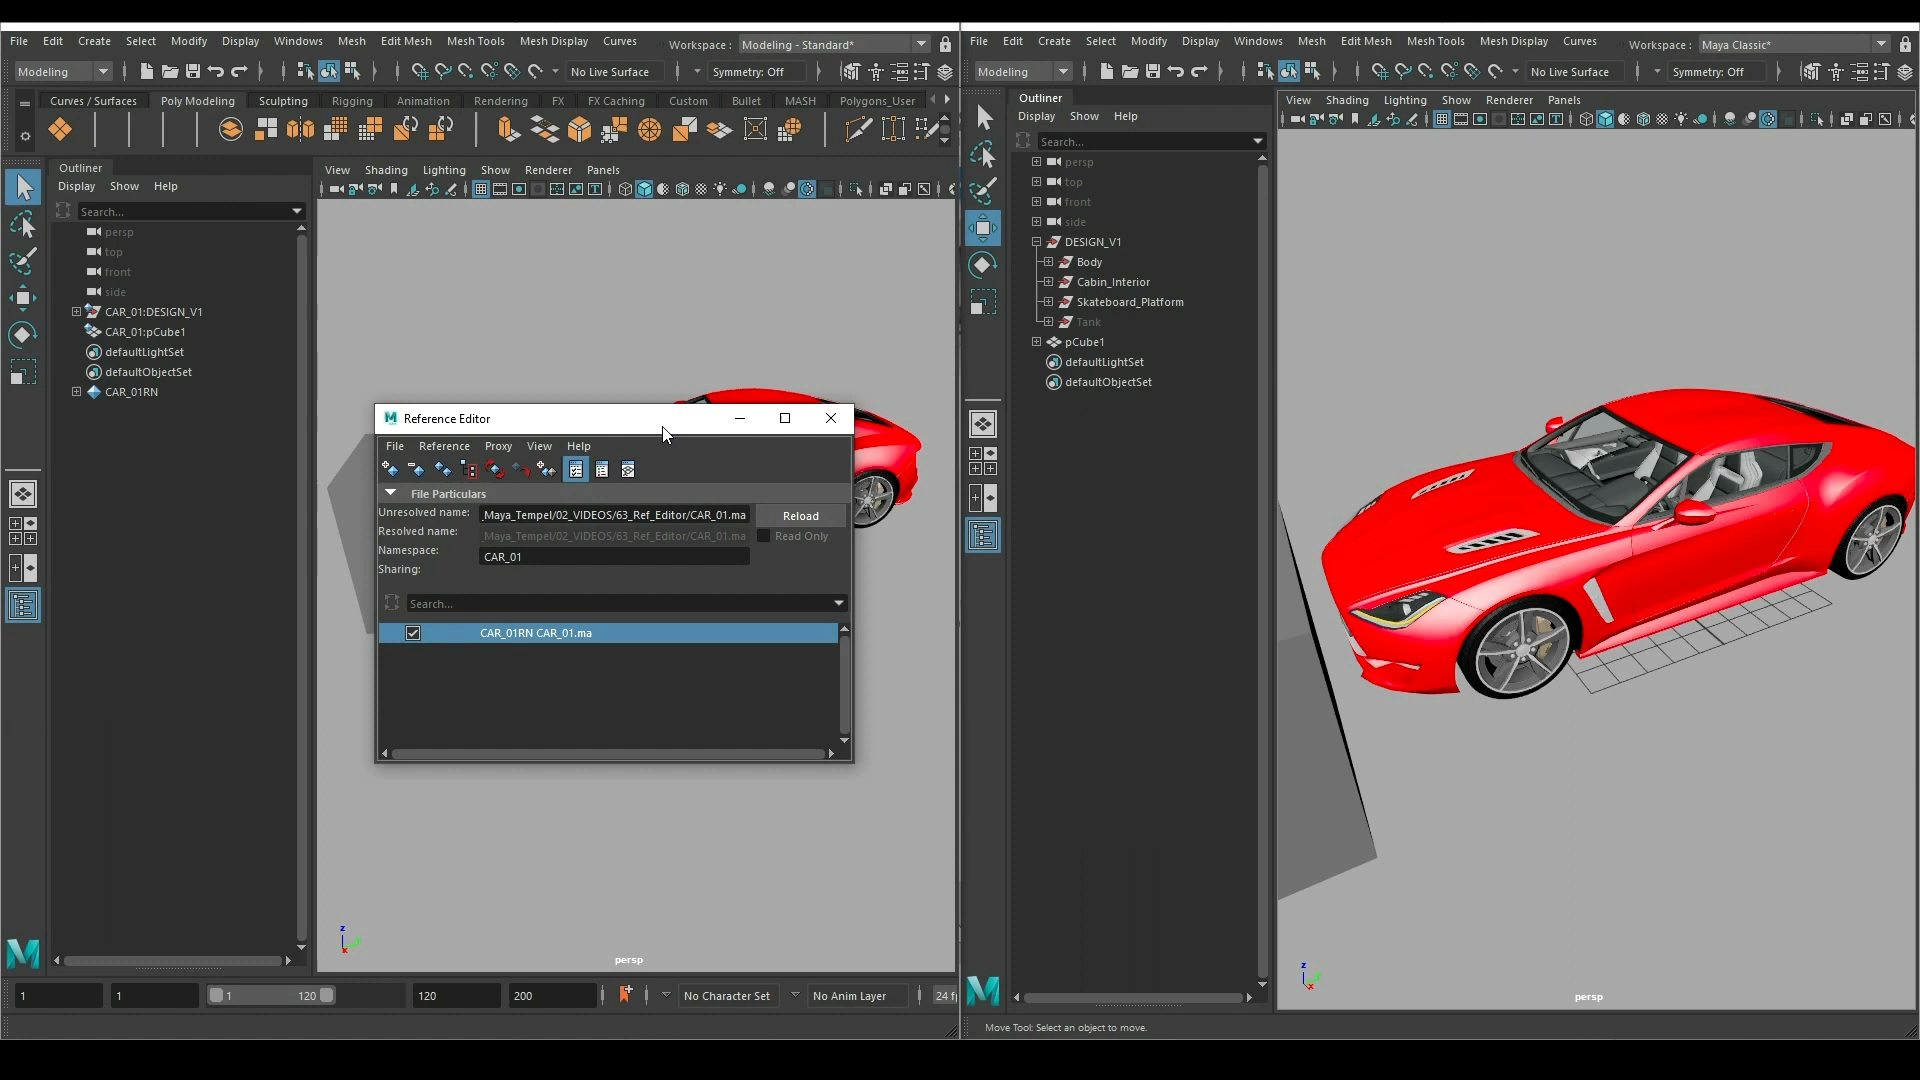 File Edit Create Select Modify Display Windows Mesh Edit Mesh Mesh Tools Mesh Display Curves Workspace : Modeling - Standard*
Modeling No Live Surface Symmetry: Off
Curves / Surfaces Poly Modeling Sculpting Rigging Animation Rendering FX FX Caching Custom Bullet MASH Polygons_User
Outliner
Display Show Help
Search...
persp
top
front
side
CAR_01:DESIGN_V1
CAR_01:pCube1
defaultLightSet
defaultObjectSet
CAR_01RN
View Shading Lighting Show Renderer Panels
Reference Editor
File Reference Proxy View Help
File Particulars
Unresolved name: _Maya_Tempel/02_VIDEOS/63_Ref_Editor/CAR_01.ma Reload
Resolved name: _Maya_Tempel/02_VIDEOS/63_Ref_Editor/CAR_01.ma Read Only
Namespace: CAR_01
Sharing:
Search...
CAR_01RN CAR_01.ma
z
persp
1 1 1 120 120 200 No Character Set No Anim Layer 24 f
File Edit Create Select Modify Display Windows Mesh Edit Mesh Mesh Tools Mesh Display Curves Workspace : Maya Classic*
Modeling No Live Surface Symmetry: Off
Outliner
Display Show Help
Search...
persp
top
front
side
DESIGN_V1
Body
Cabin_Interior
Skateboard_Platform
Tank
pCube1
defaultLightSet
defaultObjectSet
View Shading Lighting Show Renderer Panels
z
persp
Move Tool: Select an object to move.